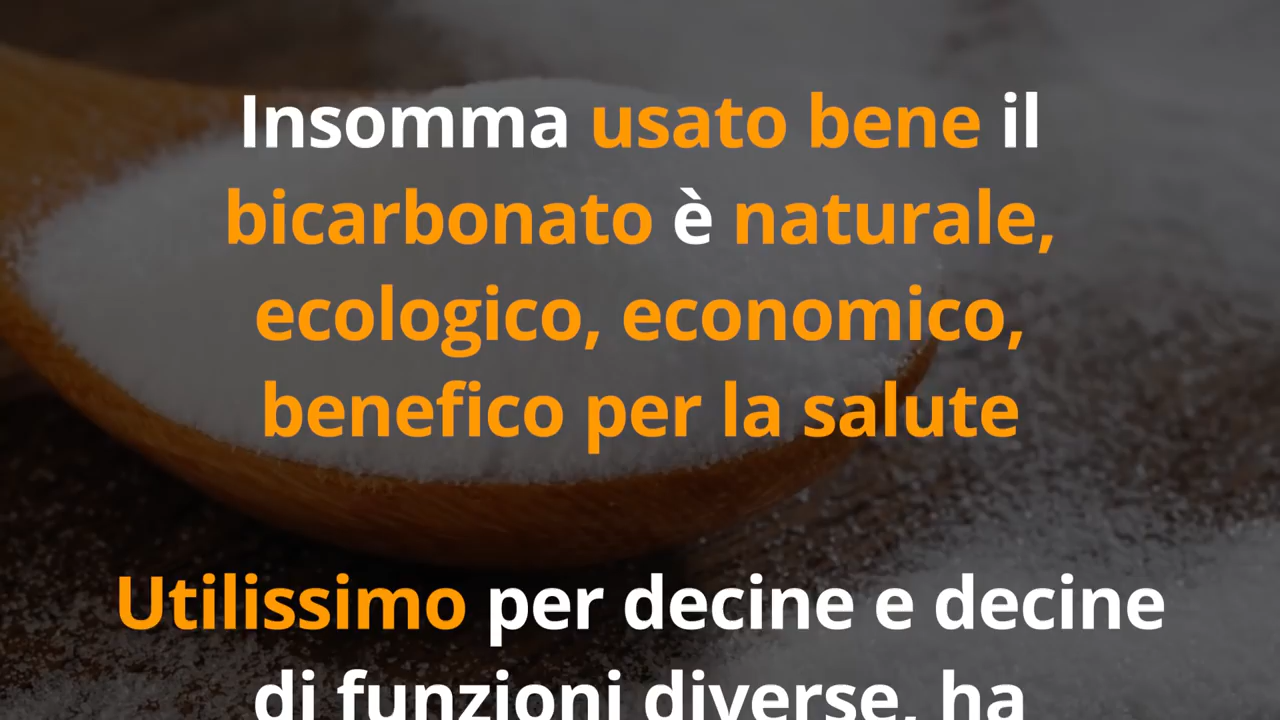 Insomma usato bene il
bicarbonato è naturale,
ecologico, economico,
benefico per la salute
Utilissimo per decine e decine
di funzioni diverse, ha